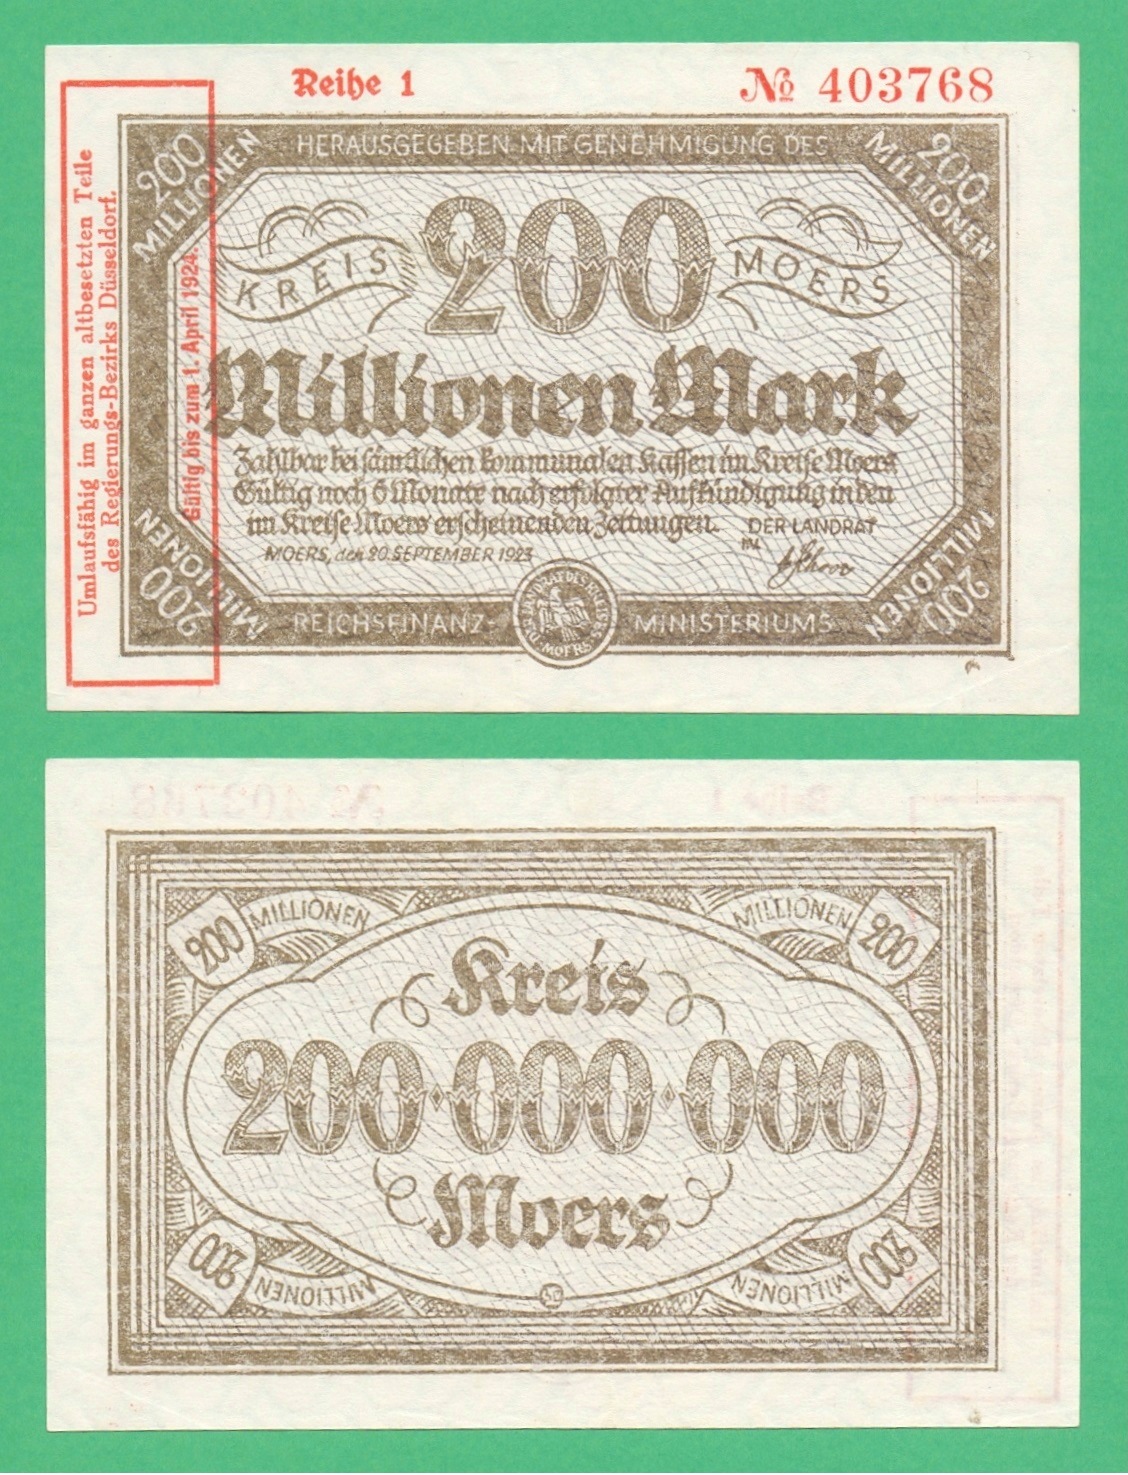 Reihe 1
№ 403768
Umlaufsfähig im ganzen altbesetzten Teile
des Regierungs-Bezirks Düsseldorf.
Gültig bis zum 1. April 1924.
HERAUSGEGEBEN MIT GENEHMIGUNG DES
200
MILLIONEN
200
MILLIONEN
KREIS
200
MOERS
Millionen Mark
Zahlbar bei sämtlichen kommunalen Kassen im Kreise Moers
Gültig noch 6 Monate nach erfolgter Aufkündigung in den
im Kreise Moers erscheinenden Zeitungen.
DER LANDRAT
MOERS, den 20. SEPTEMBER 1923
200
MILLIONEN
200
MILLIONEN
REICHSFINANZ-
MINISTERIUMS
200
MILLIONEN
MILLIONEN
200
Kreis
200·000·000
Moers
200
MILLIONEN
MILLIONEN
200